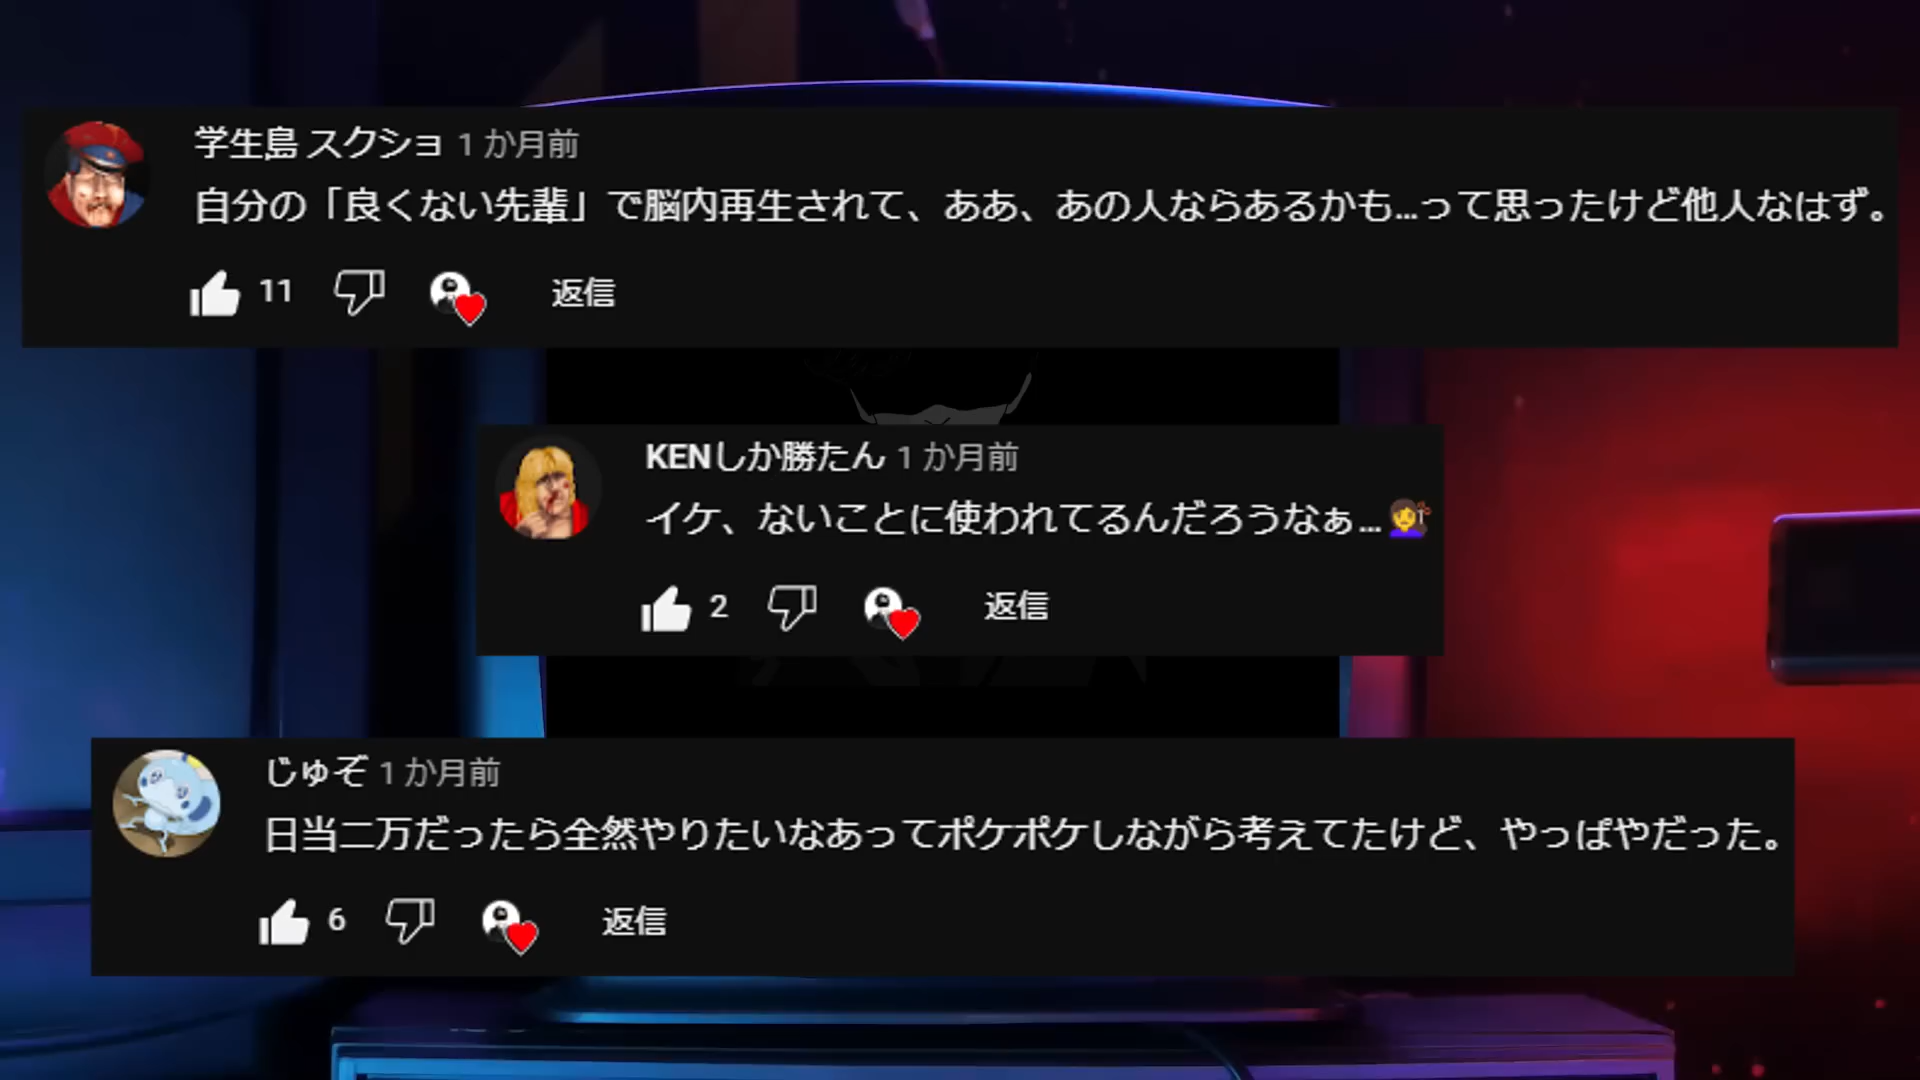 学生島 スクショ 1 か月前
自分の「良くない先輩」で脳内再生されて、ああ、あの人ならあるかも...って思ったけど他人なはず。
11 返信
KENしか勝たん 1 か月前
イケ、ないことに使われてるんだろうなぁ...
2 返信
じゅぞ 1 か月前
日当二万だったら全然やりたいなあってポケポケしながら考えてたけど、やっぱやだった。
6 返信